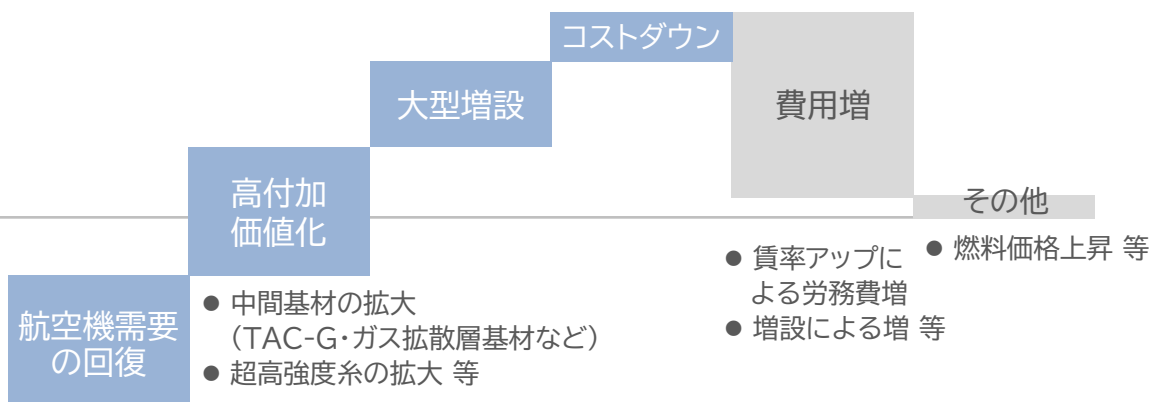 コストダウン
大型増設
費用増
高付加
価値化
その他
航空機需要
の回復
● 中間基材の拡大
（TAC-G・ガス拡散層基材など）
● 超高強度糸の拡大 等
● 賃率アップに
よる労務費増
● 増設による増 等
● 燃料価格上昇 等